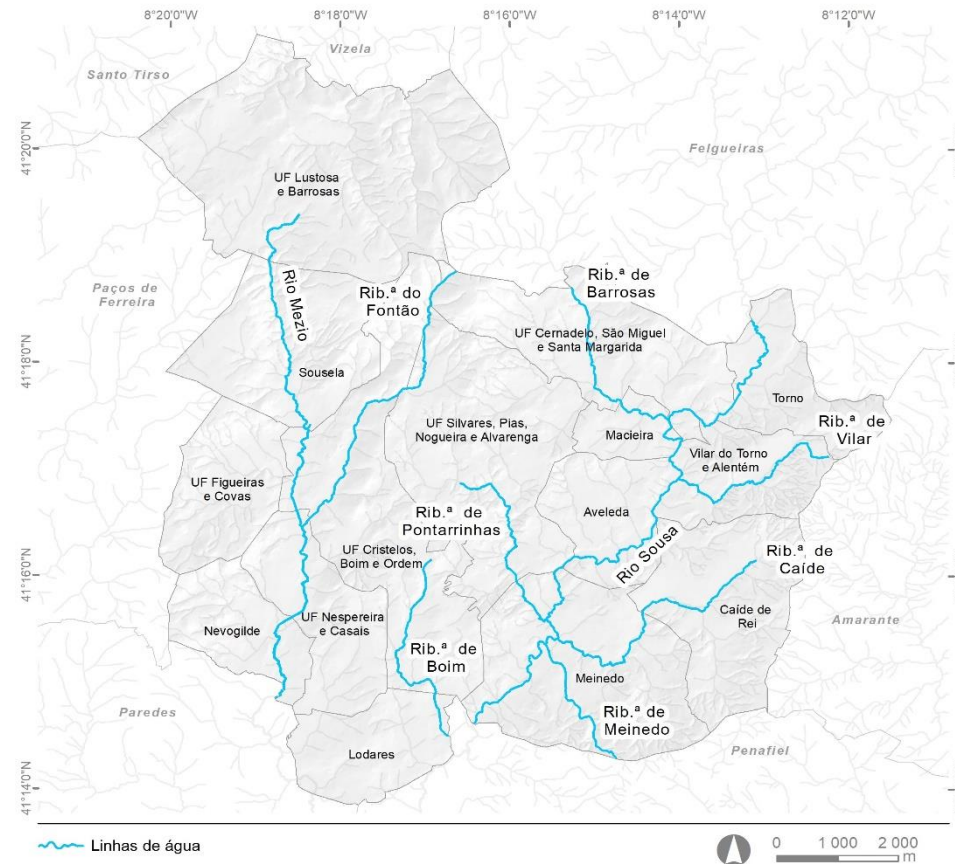 8°20'0"W
8°18'0"W
8°16'0"W
8°14'0"W
8°12'0"W
Vizela
Santo Tirso
41°20'0"N
Felgueiras
UF Lustosa
e Barrosas
Paços de
Ferreira
Rio Mezio
Rib.ª do
Fontão
Rib.ª de
Barrosas
UF Cernadelo, São Miguel
e Santa Margarida
41°18'0"N
Sousela
Torno
UF Silvares, Pias,
Nogueira e Alvarenga
Macieira
Rib.ª de
Vilar
Vilar do Torno
e Alentém
UF Figueiras
e Covas
Aveleda
Rib.ª de
Pontarrinhas
Rio Sousa
UF Cristelos,
Boim e Ordem
Rib.ª de
Caíde
41°16'0"N
Nevogilde
UF Nespereira
e Casais
Caíde de
Rei
Amarante
Rib.ª de
Boim
Meinedo
Paredes
Rib.ª de
Meinedo
Lodares
Penafiel
41°14'0"N
Linhas de água
0 1 000 2 000
m